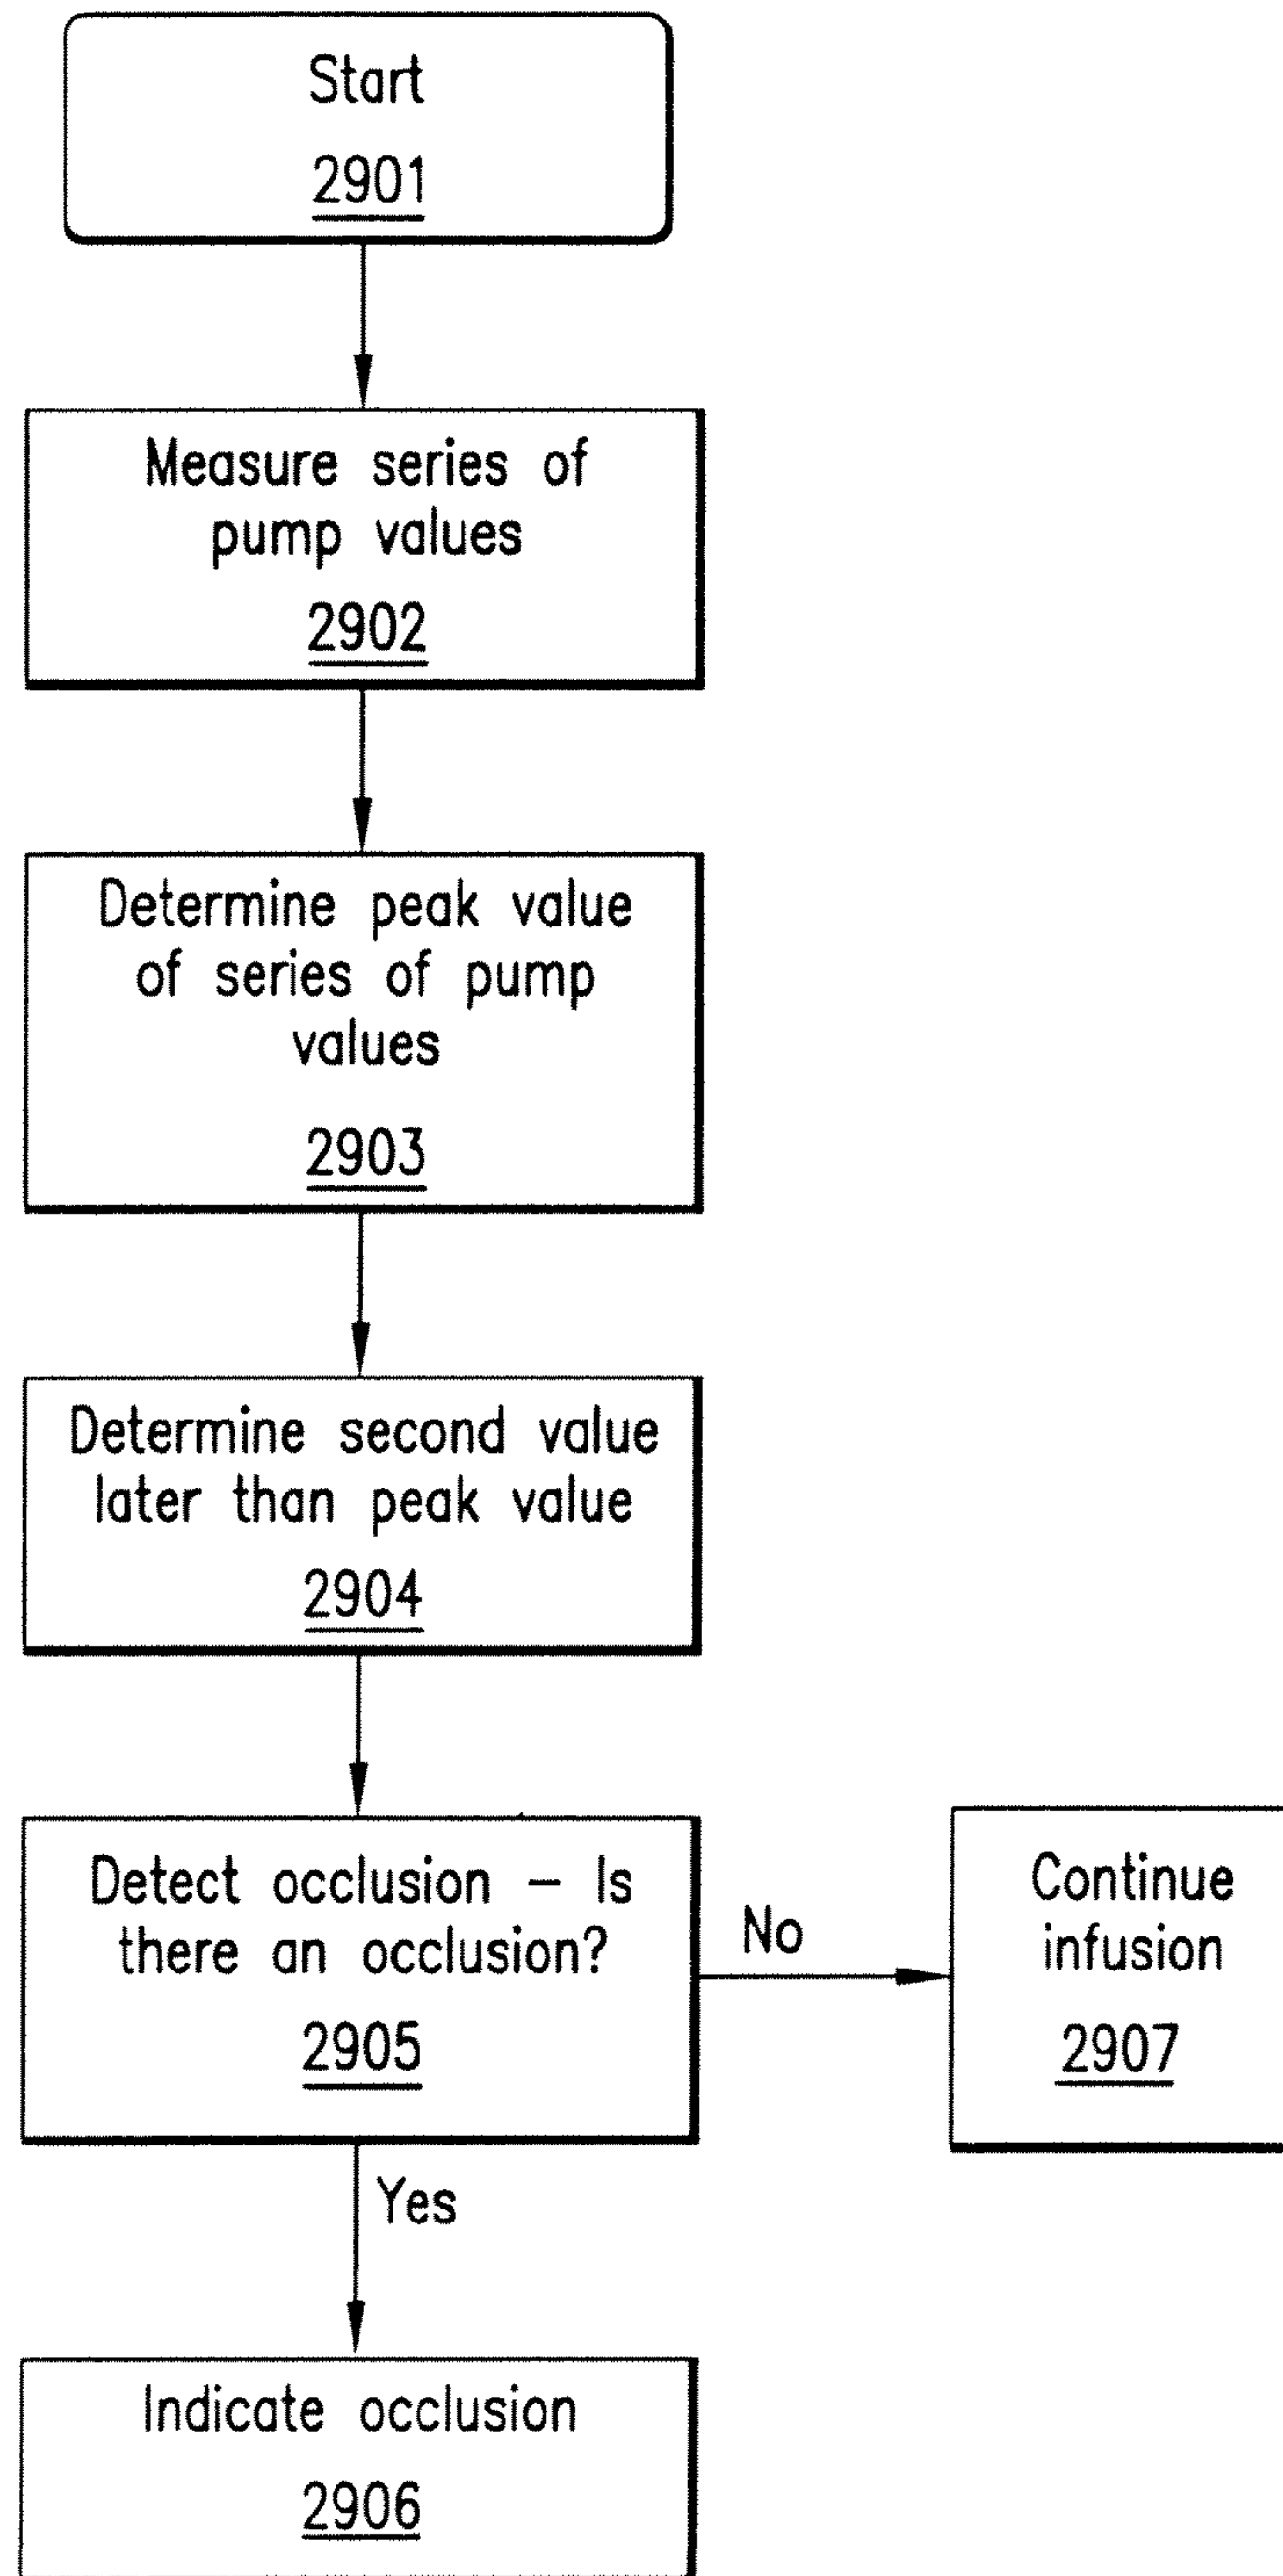 Start
2901
Measure series of
pump values
2902
Determine peak value
of series of pump
values
2903
Determine second value
later than peak value
2904
Detect occlusion – Is
there an occlusion?
2905
No
Continue
infusion
2907
Yes
Indicate occlusion
2906